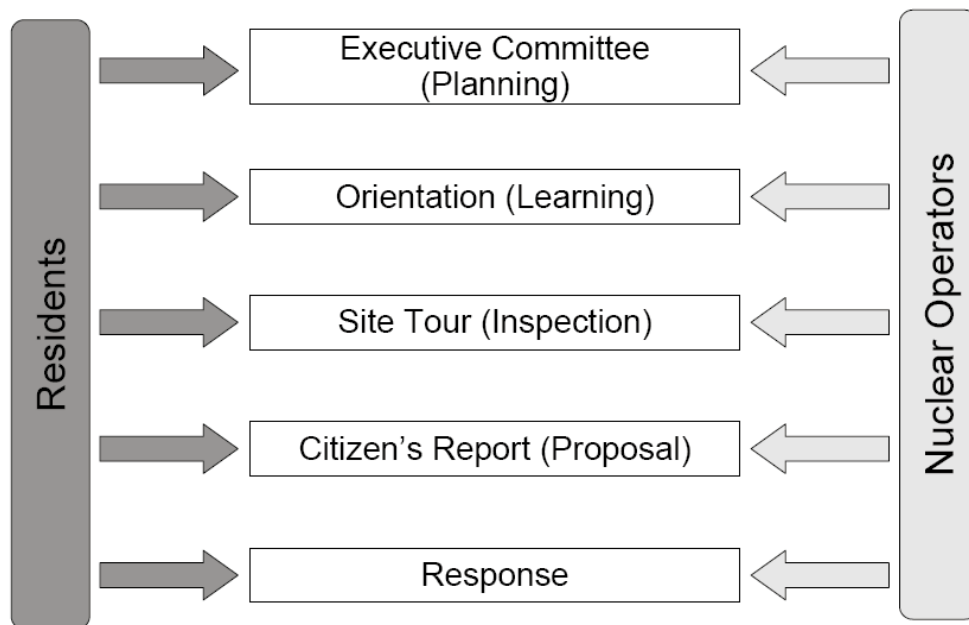 Residents
Executive Committee
(Planning)
Orientation (Learning)
Site Tour (Inspection)
Citizen’s Report (Proposal)
Response
Nuclear Operators